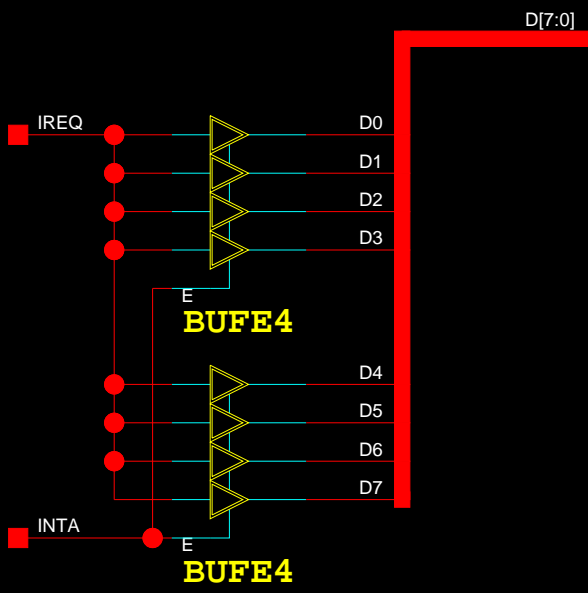 D[7:0]
IREQ
D0
D1
D2
D3
E
BUFE4
D4
D5
D6
D7
INTA
E
BUFE4